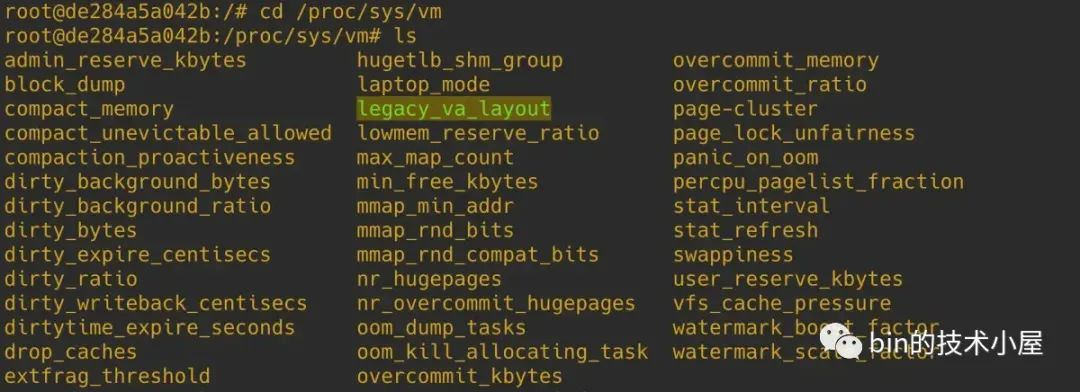 root@de284a5a042b:/# cd /proc/sys/vm
root@de284a5a042b:/proc/sys/vm# ls
admin_reserve_kbytes hugetlb_shm_group overcommit_memory
block_dump laptop_mode overcommit_ratio
compact_memory legacy_va_layout page-cluster
compact_unevictable_allowed lowmem_reserve_ratio page_lock_unfairness
compaction_proactiveness max_map_count panic_on_oom
dirty_background_bytes min_free_kbytes percpu_pagelist_fraction
dirty_background_ratio mmap_min_addr stat_interval
dirty_bytes mmap_rnd_bits stat_refresh
dirty_expire_centisecs mmap_rnd_compat_bits swappiness
dirty_ratio nr_hugepages user_reserve_kbytes
dirty_writeback_centisecs nr_overcommit_hugepages vfs_cache_pressure
dirtytime_expire_seconds oom_dump_tasks watermark_boost_factor
drop_caches oom_kill_allocating_task watermark_scale_factor
extfrag_threshold overcommit_kbytes
bin的技术小屋